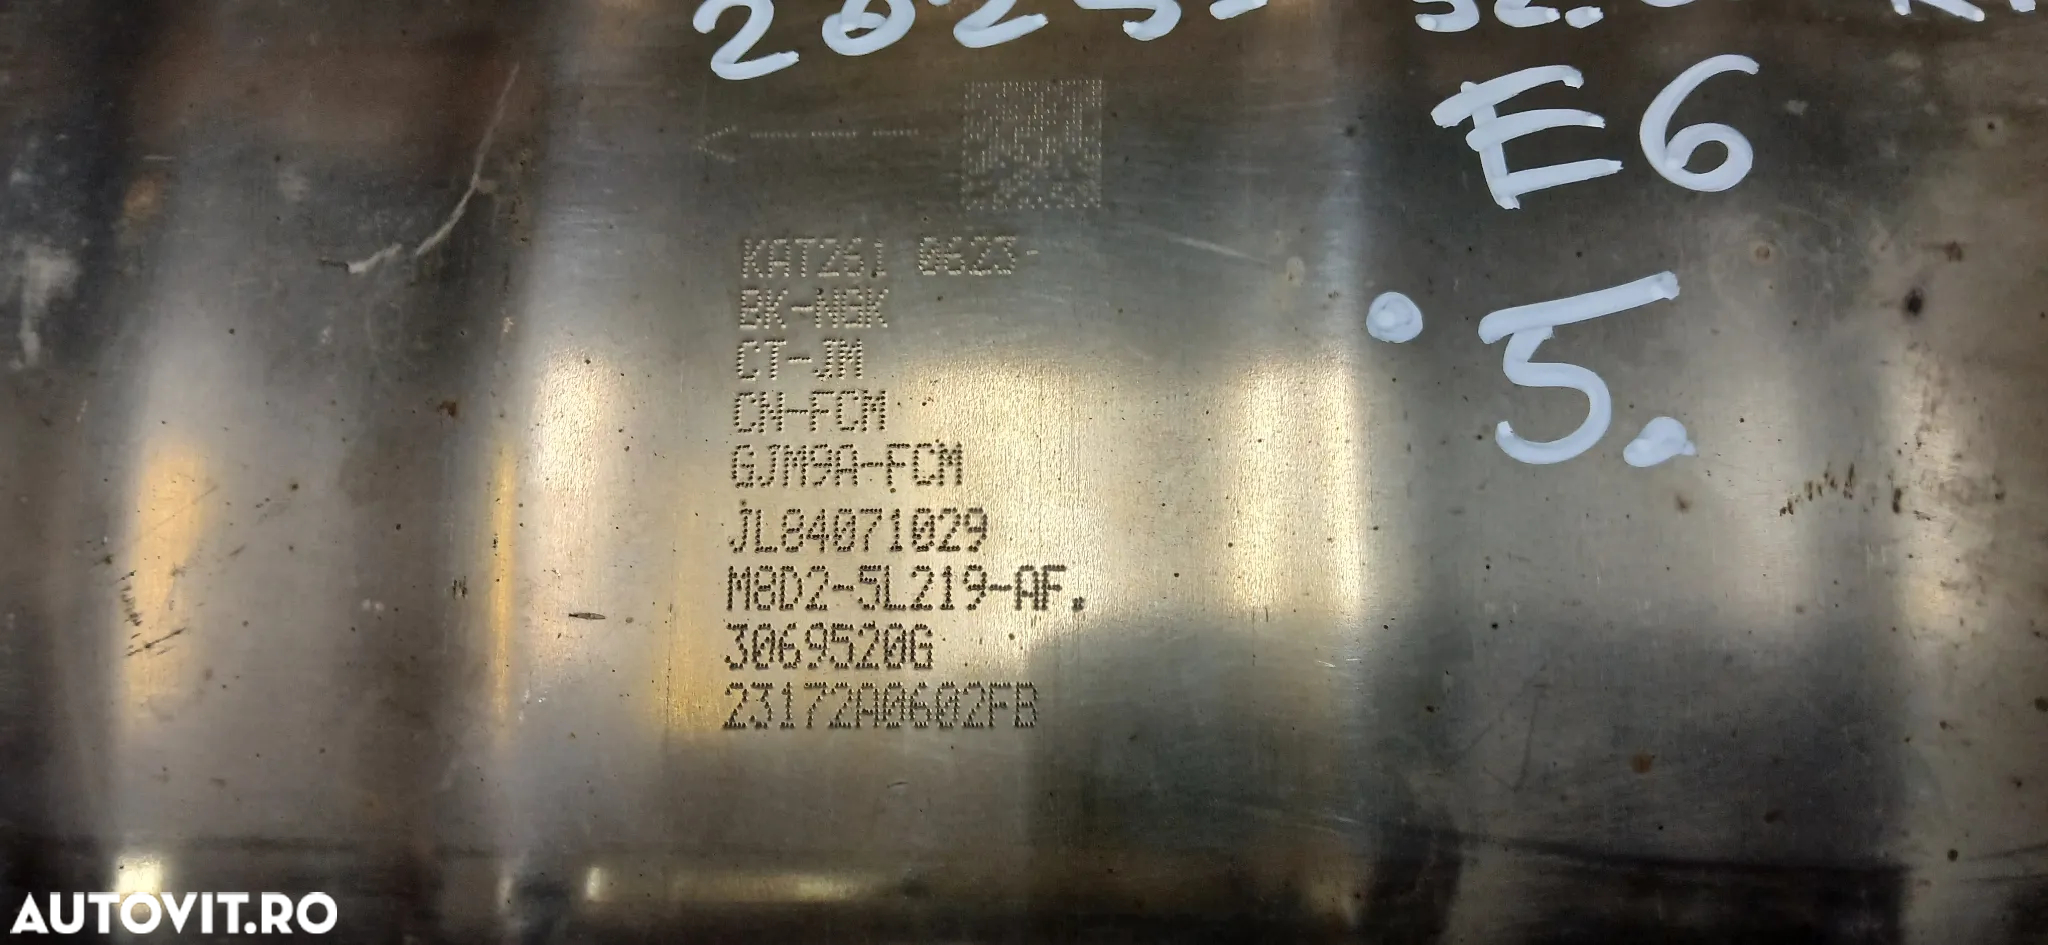 E6
KAT261 0623
BK-NGK
CT-JM
CN-FCM
.5.
GJM9A-FCM
JL84071029
M8D2-5L219-AF.
3069520G
23172A0602FB
AUTOVIT.RO